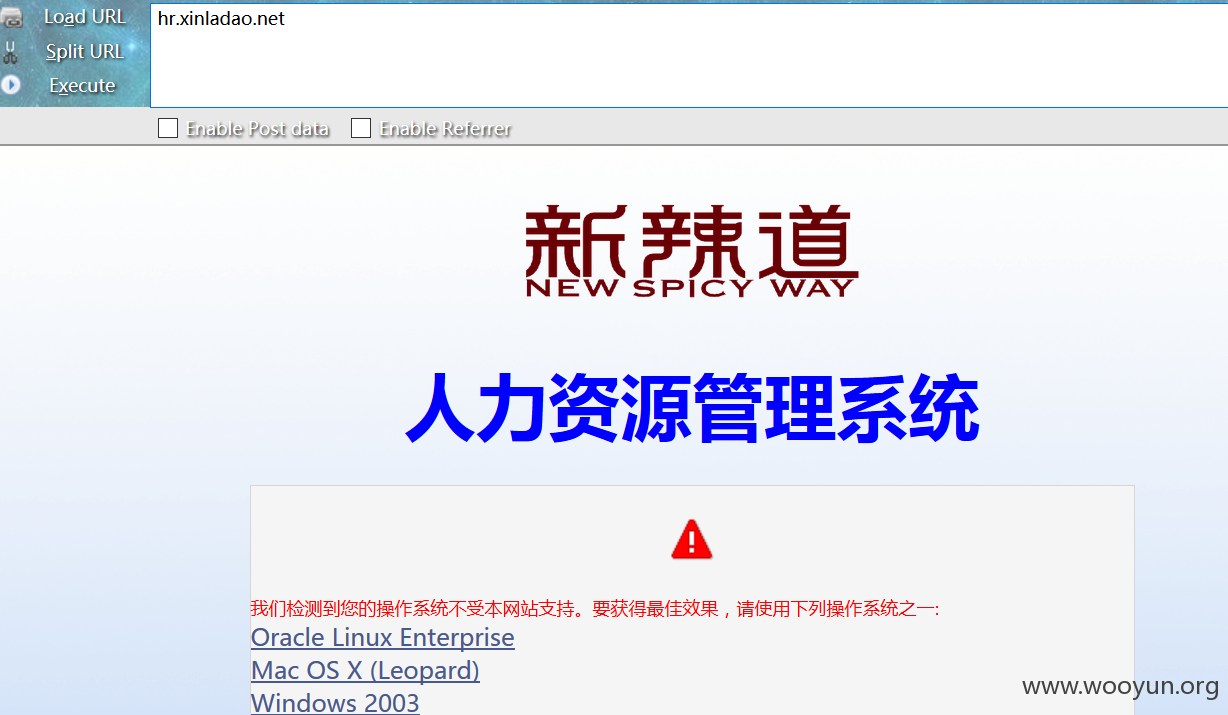 Load URL
hr.xinladao.net
Split URL
Execute
Enable Post data Enable Referrer
新辣道
NEW SPICY WAY
人力资源管理系统
我们检测到您的操作系统不受本网站支持。要获得最佳效果，请使用下列操作系统之一:
Oracle Linux Enterprise
Mac OS X (Leopard)
Windows 2003
www.wooyun.org